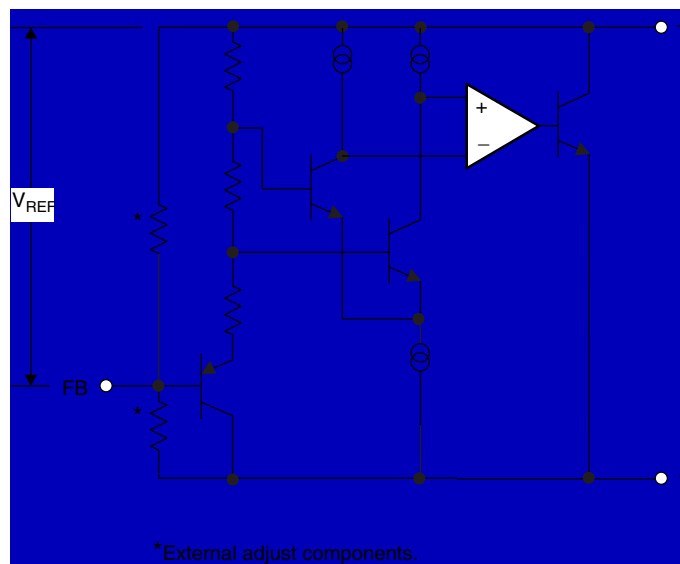 +
–
VREF
*
FB
*
*External adjust components.